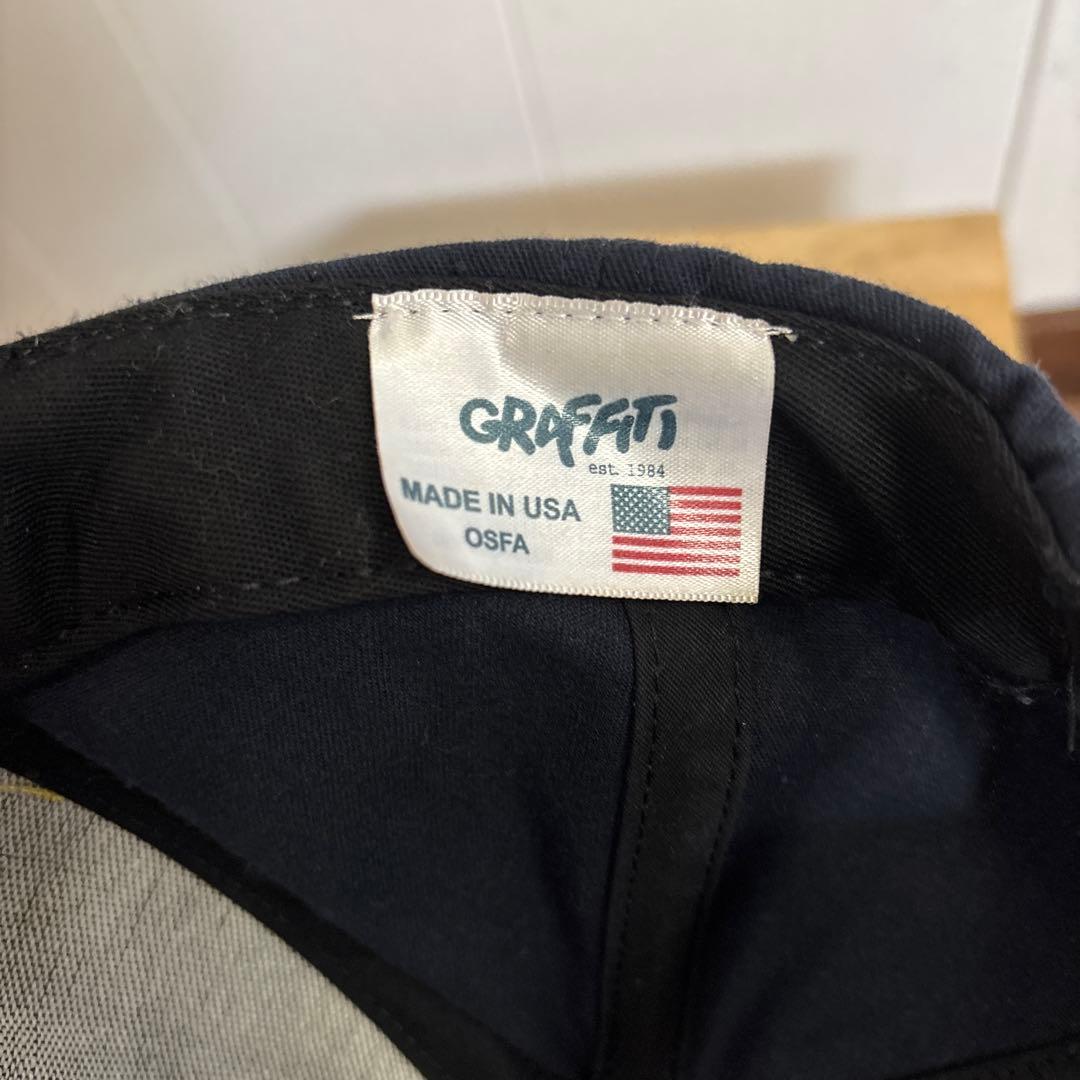 GRAFFITI
est. 1984
MADE IN USA
OSFA